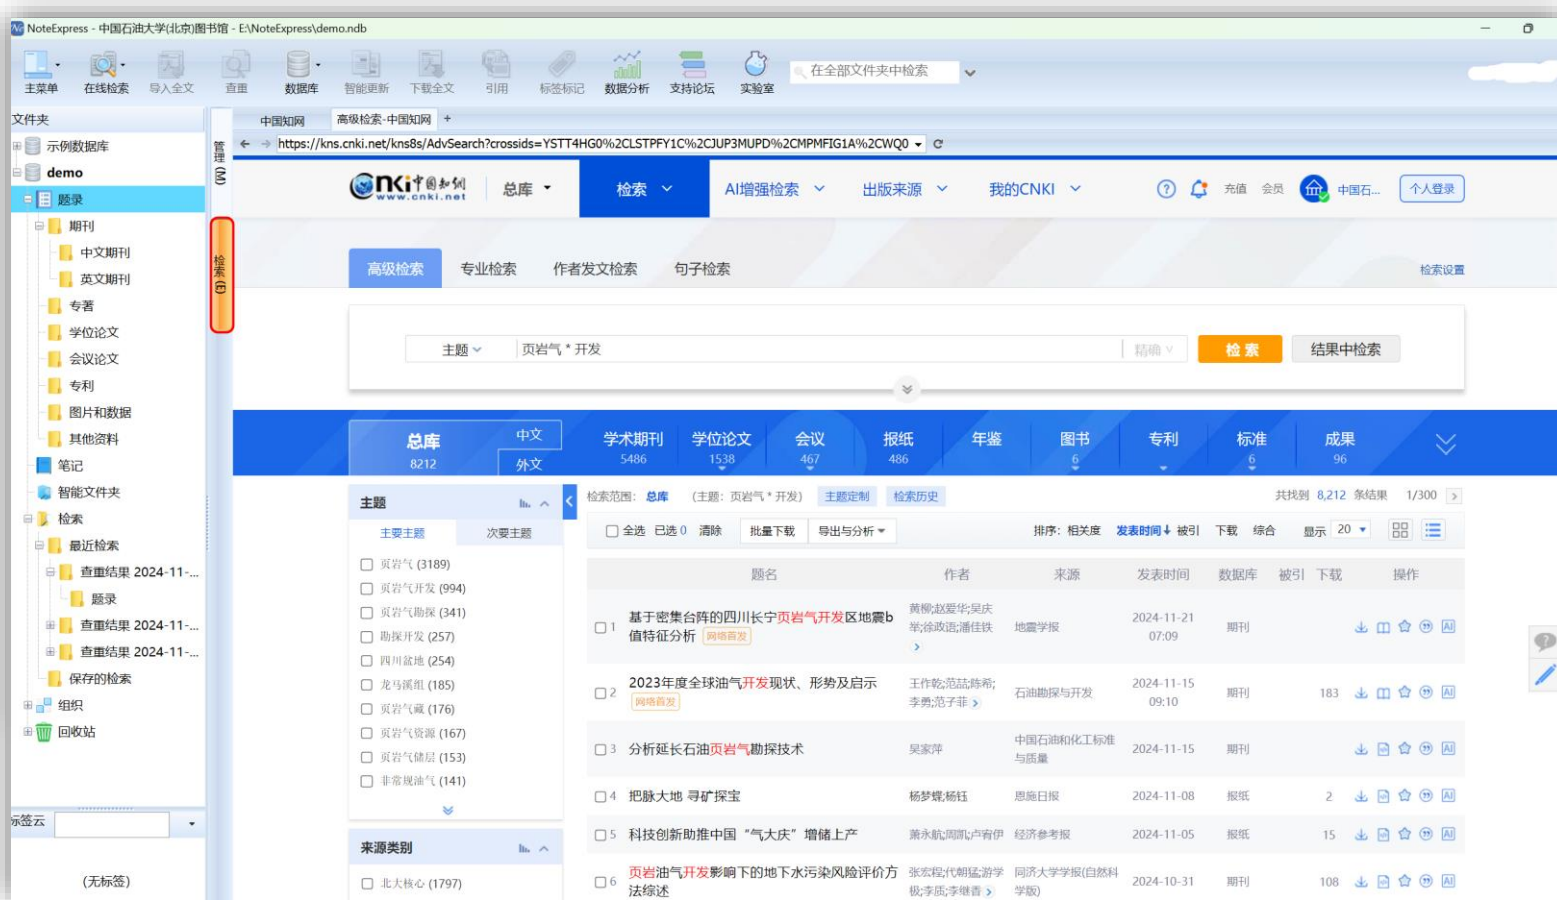 NoteExpress - 中国石油大学(北京)图书馆 - E:\NoteExpress\demo.ndb
主菜单 在线检索 导入全文 查重 数据库 智能更新 下载全文 引用 标签标记 数据分析 支持论坛 实验室 在全部文件夹中检索
文件夹
示例数据库
demo
题录
期刊
中文期刊
英文期刊
专著
学位论文
会议论文
专利
图片和数据
其他资料
笔记
智能文件夹
检索
最近检索
查重结果 2024-11-...
题录
查重结果 2024-11-...
查重结果 2024-11-...
保存的检索
组织
回收站
标签云
(无标签)
管理 (M)
检索 (E)
中国知网 高级检索-中国知网 +
https://kns.cnki.net/kns8s/AdvSearch?crossids=YSTT4HG0%2CLSTPFY1C%2CJUP3MUPD%2CMPMFIG1A%2CWQ0
CNKi中国知网 总库 检索 AI增强检索 出版来源 我的CNKI 充值 会员 中国石... 个人登录
www.cnki.net
高级检索 专业检索 作者发文检索 句子检索 检索设置
主题 页岩气 * 开发 精确 检索 结果中检索
总库 中文 学术期刊 学位论文 会议 报纸 年鉴 图书 专利 标准 成果
8212 外文 5486 1538 467 486 6 6 96
主题
主要主题 次要主题
页岩气 (3189)
页岩气开发 (994)
页岩气勘探 (341)
勘探开发 (257)
四川盆地 (254)
龙马溪组 (185)
页岩气藏 (176)
页岩气资源 (167)
页岩气储层 (153)
非常规油气 (141)
来源类别
北大核心 (1797)
检索范围: 总库 (主题: 页岩气 * 开发) 主题定制 检索历史 共找到 8,212 条结果 1/300
全选 已选 0 清除 批量下载 导出与分析 排序: 相关度 发表时间↓ 被引 下载 综合 显示 20
题名 作者 来源 发表时间 数据库 被引 下载 操作
1 基于密集台阵的四川长宁页岩气开发区地震b 黄柳;赵爱华;吴庆 地震学报 2024-11-21 期刊 AI
值特征分析 网络首发 举;徐政语;潘佳铁 07:09
2 2023年度全球油气开发现状、形势及启示 王作乾;范喆;陈希; 石油勘探与开发 2024-11-15 期刊 183 AI
网络首发 李勇;范子菲 09:10
3 分析延长石油页岩气勘探技术 吴家萍 中国石油和化工标准 2024-11-15 期刊 AI
与质量
4 把脉大地 寻矿探宝 杨梦蝶;杨钰 恩施日报 2024-11-08 报纸 2 AI
5 科技创新助推中国“气大庆”增储上产 萧永航;周凯;卢宥伊 经济参考报 2024-11-05 报纸 15 AI
6 页岩油气开发影响下的地下水污染风险评价方 张宏程;代朝猛;游学 同济大学学报(自然科 2024-10-31 期刊 108 AI
法综述 极;李质;李继香 学版)